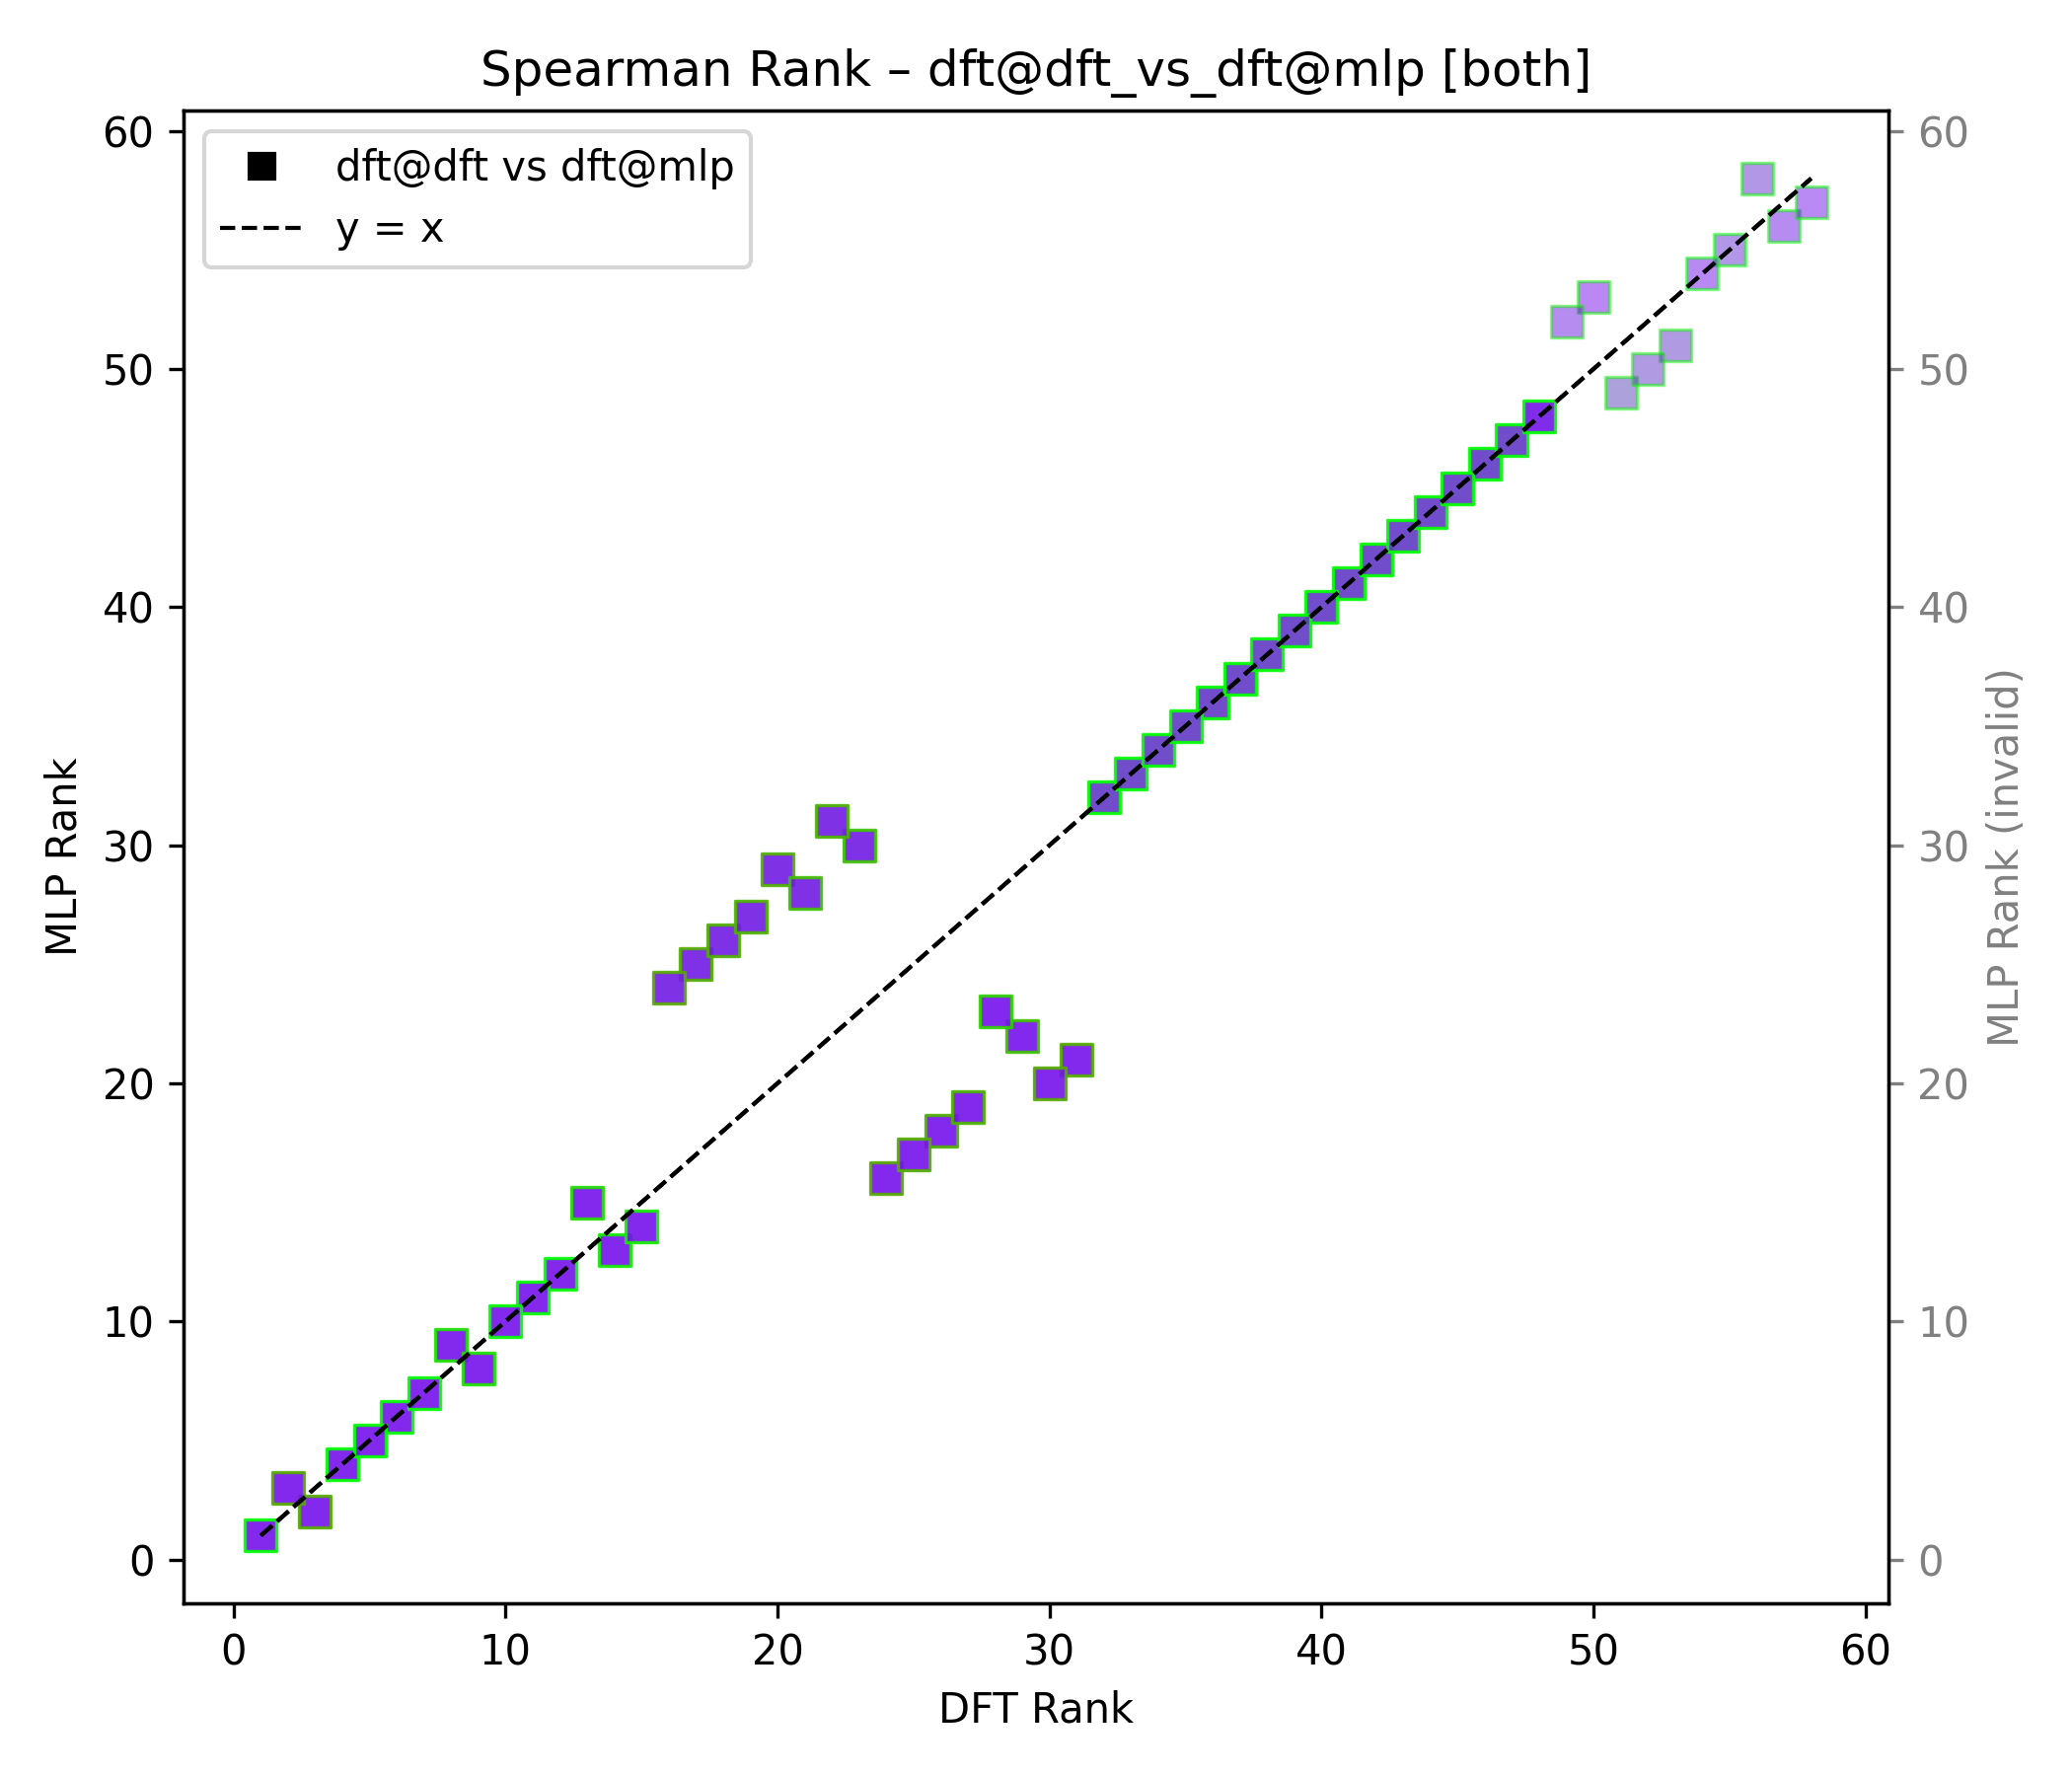 Spearman Rank – dft@dft_vs_dft@mlp [both]
dft@dft vs dft@mlp
y = x
MLP Rank
60
50
40
30
20
10
0
60
50
40
30
20
10
0
MLP Rank (invalid)
0 10 20 30 40 50 60
DFT Rank